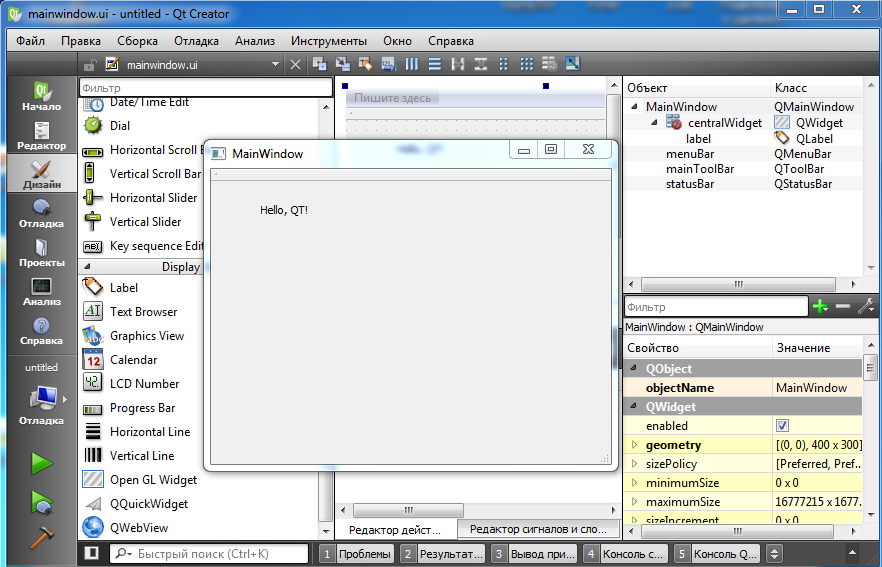 mainwindow.ui - untitled - Qt Creator
Файл Правка Сборка Отладка Анализ Инструменты Окно Справка
mainwindow.ui
Начало
Редактор
Дизайн
Отладка
Проекты
Анализ
Справка
untitled
Отладка
Фильтр
Date/Time Edit
Dial
Horizontal Scroll B
Vertical Scroll Bar
Horizontal Slider
Vertical Slider
Key sequence Edit
Display
Label
Text Browser
Graphics View
Calendar
LCD Number
Progress Bar
Horizontal Line
Vertical Line
Open GL Widget
QQuickWidget
QWebView
Пишите здесь
MainWindow
Hello, QT!
Редактор дейст...
Редактор сигналов и сло...
Объект Класс
MainWindow QMainWindow
centralWidget QWidget
label QLabel
menuBar QMenuBar
mainToolBar QToolBar
statusBar QStatusBar
Фильтр
MainWindow : QMainWindow
Свойство Значение
QObject
objectName MainWindow
QWidget
enabled
geometry [(0, 0), 400 x 300]
sizePolicy [Preferred, Pref...
minimumSize 0 x 0
maximumSize 16777215 x 1677...
sizeIncrement 0 x 0
Быстрый поиск (Ctrl+K)
1 Проблемы
2 Результат...
3 Вывод при...
4 Консоль с...
5 Консоль Q...